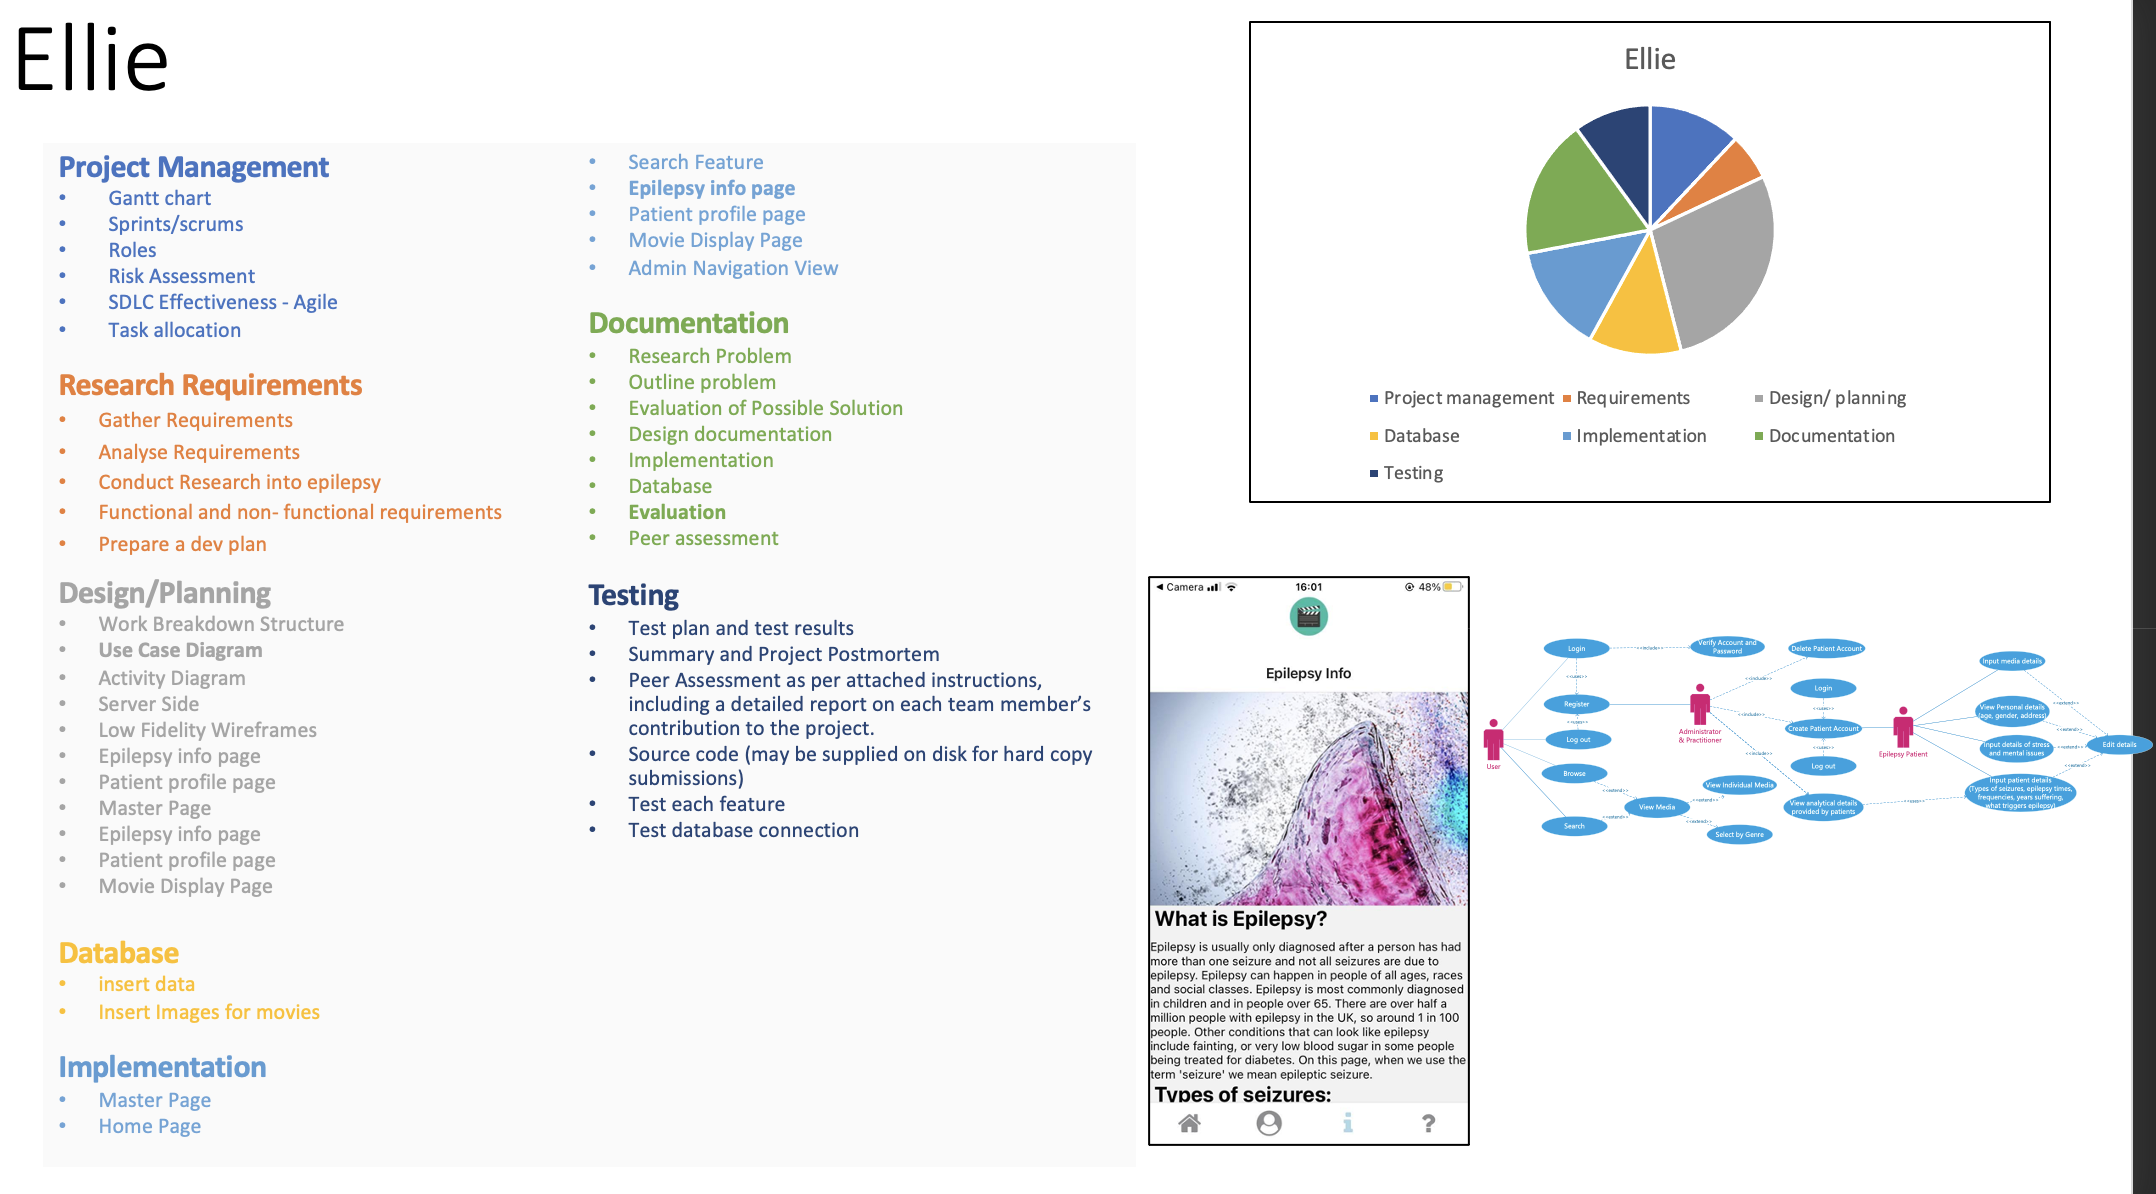 Ellie
Project Management
• Gantt chart
• Sprints/scrums
• Roles
• Risk Assessment
• SDLC Effectiveness - Agile
• Task allocation
Research Requirements
• Gather Requirements
• Analyse Requirements
• Conduct Research into epilepsy
• Functional and non- functional requirements
• Prepare a dev plan
Design/Planning
• Work Breakdown Structure
• Use Case Diagram
• Activity Diagram
• Server Side
• Low Fidelity Wireframes
• Epilepsy info page
• Patient profile page
• Master Page
• Epilepsy info page
• Patient profile page
• Movie Display Page
Database
• insert data
• Insert Images for movies
Implementation
• Master Page
• Home Page
• Search Feature
• Epilepsy info page
• Patient profile page
• Movie Display Page
• Admin Navigation View
Documentation
• Research Problem
• Outline problem
• Evaluation of Possible Solution
• Design documentation
• Implementation
• Database
• Evaluation
• Peer assessment
Testing
• Test plan and test results
• Summary and Project Postmortem
• Peer Assessment as per attached instructions,
including a detailed report on each team member's
contribution to the project.
• Source code (may be supplied on disk for hard copy
submissions)
• Test each feature
• Test database connection
Ellie
Project management
Requirements
Design/ planning
Database
Implementation
Documentation
Testing
Camera
16:01
48%
Epilepsy Info
What is Epilepsy?
Epilepsy is usually only diagnosed after a person has had
more than one seizure and not all seizures are due to
epilepsy. Epilepsy can happen in people of all ages, races
and social classes. Epilepsy is most commonly diagnosed
in children and in people over 65. There are over half a
million people with epilepsy in the UK, so around 1 in 100
people. Other conditions that can look like epilepsy
include fainting, or very low blood sugar in some people
being treated for diabetes. On this page, when we use the
term 'seizure' we mean epileptic seizure.
Types of seizures:
User
Login
<<include>>
Verify Account and
Password
<<uses>>
Register
<<uses>>
Log out
Browse
<<extend>>
Search
<<extend>>
View Media
<<extend>>
View Individual Media
<<extend>>
Select by Genre
Administrator
& Practitioner
<<include>>
Delete Patient Account
<<include>>
Login
<<uses>>
Create Patient Account
<<uses>>
Log out
<<include>>
View analytical details
provided by patients
<<uses>>
Epilepsy Patient
Input media details
View Personal details
(age, gender, address)
Input details of stress
and mental issues
Input patient details
(Types of seizures, epilepsy times,
frequencies, years suffering,
what triggers epilepsy)
<<extend>>
<<extend>>
<<extend>>
<<extend>>
Edit details